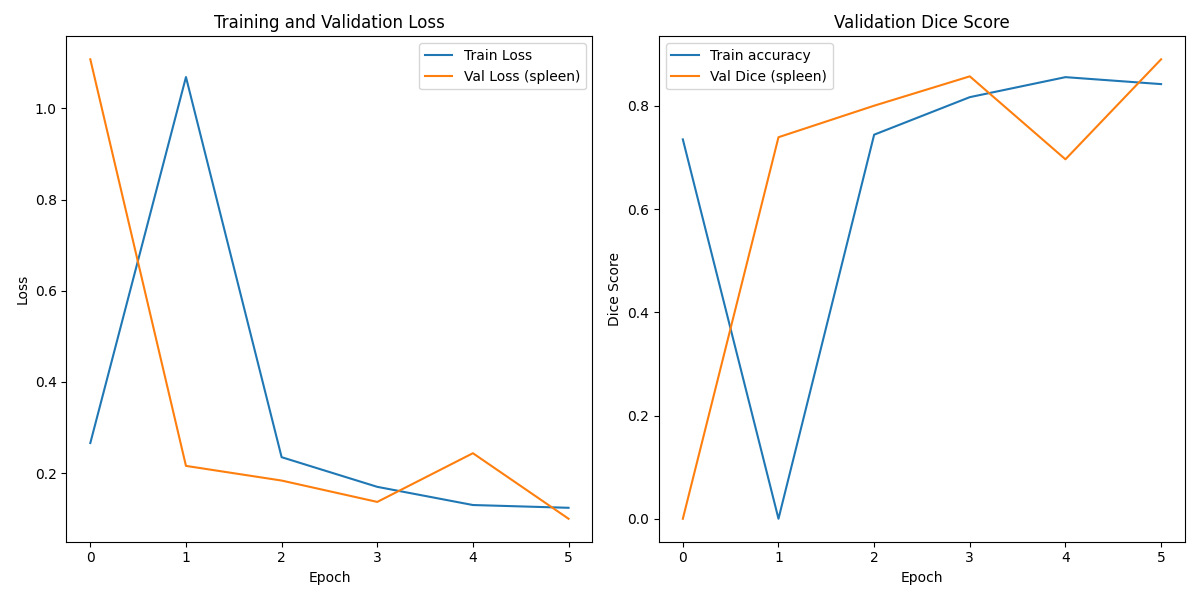 Training and Validation Loss
Train Loss
Val Loss (spleen)
Loss
1.0
0.8
0.6
0.4
0.2
0 1 2 3 4 5
Epoch
Validation Dice Score
Train accuracy
Val Dice (spleen)
Dice Score
0.8
0.6
0.4
0.2
0.0
0 1 2 3 4 5
Epoch